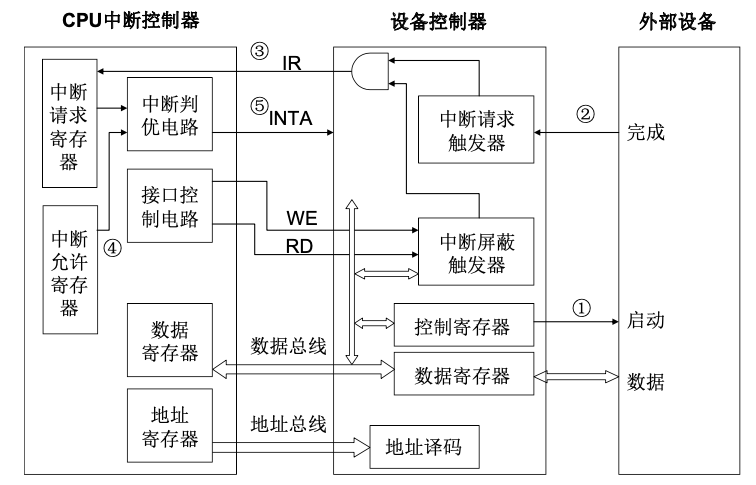 CPU中断控制器
设备控制器
外部设备
③
IR
中断
请求
寄存
器
中断判
优电路
⑤INTA
中断请求
触发器
②
完成
接口控
制电路
WE
RD
中断
允许
寄存
器
④
中断屏蔽
触发器
数据
寄存器
数据总线
控制寄存器
①
启动
数据寄存器
数据
地址
寄存器
地址总线
地址译码